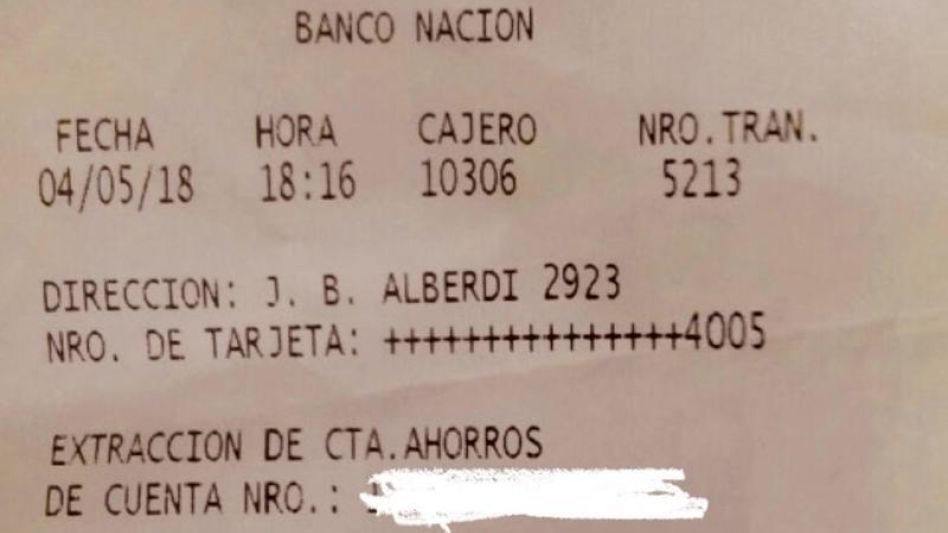 BANCO NACION
FECHA HORA CAJERO NRO.TRAN.
04/05/18 18:16 10306 5213
DIRECCION: J. B. ALBERDI 2923
NRO. DE TARJETA: +++++++++++++++4005
EXTRACCION DE CTA.AHORROS
DE CUENTA NRO.: